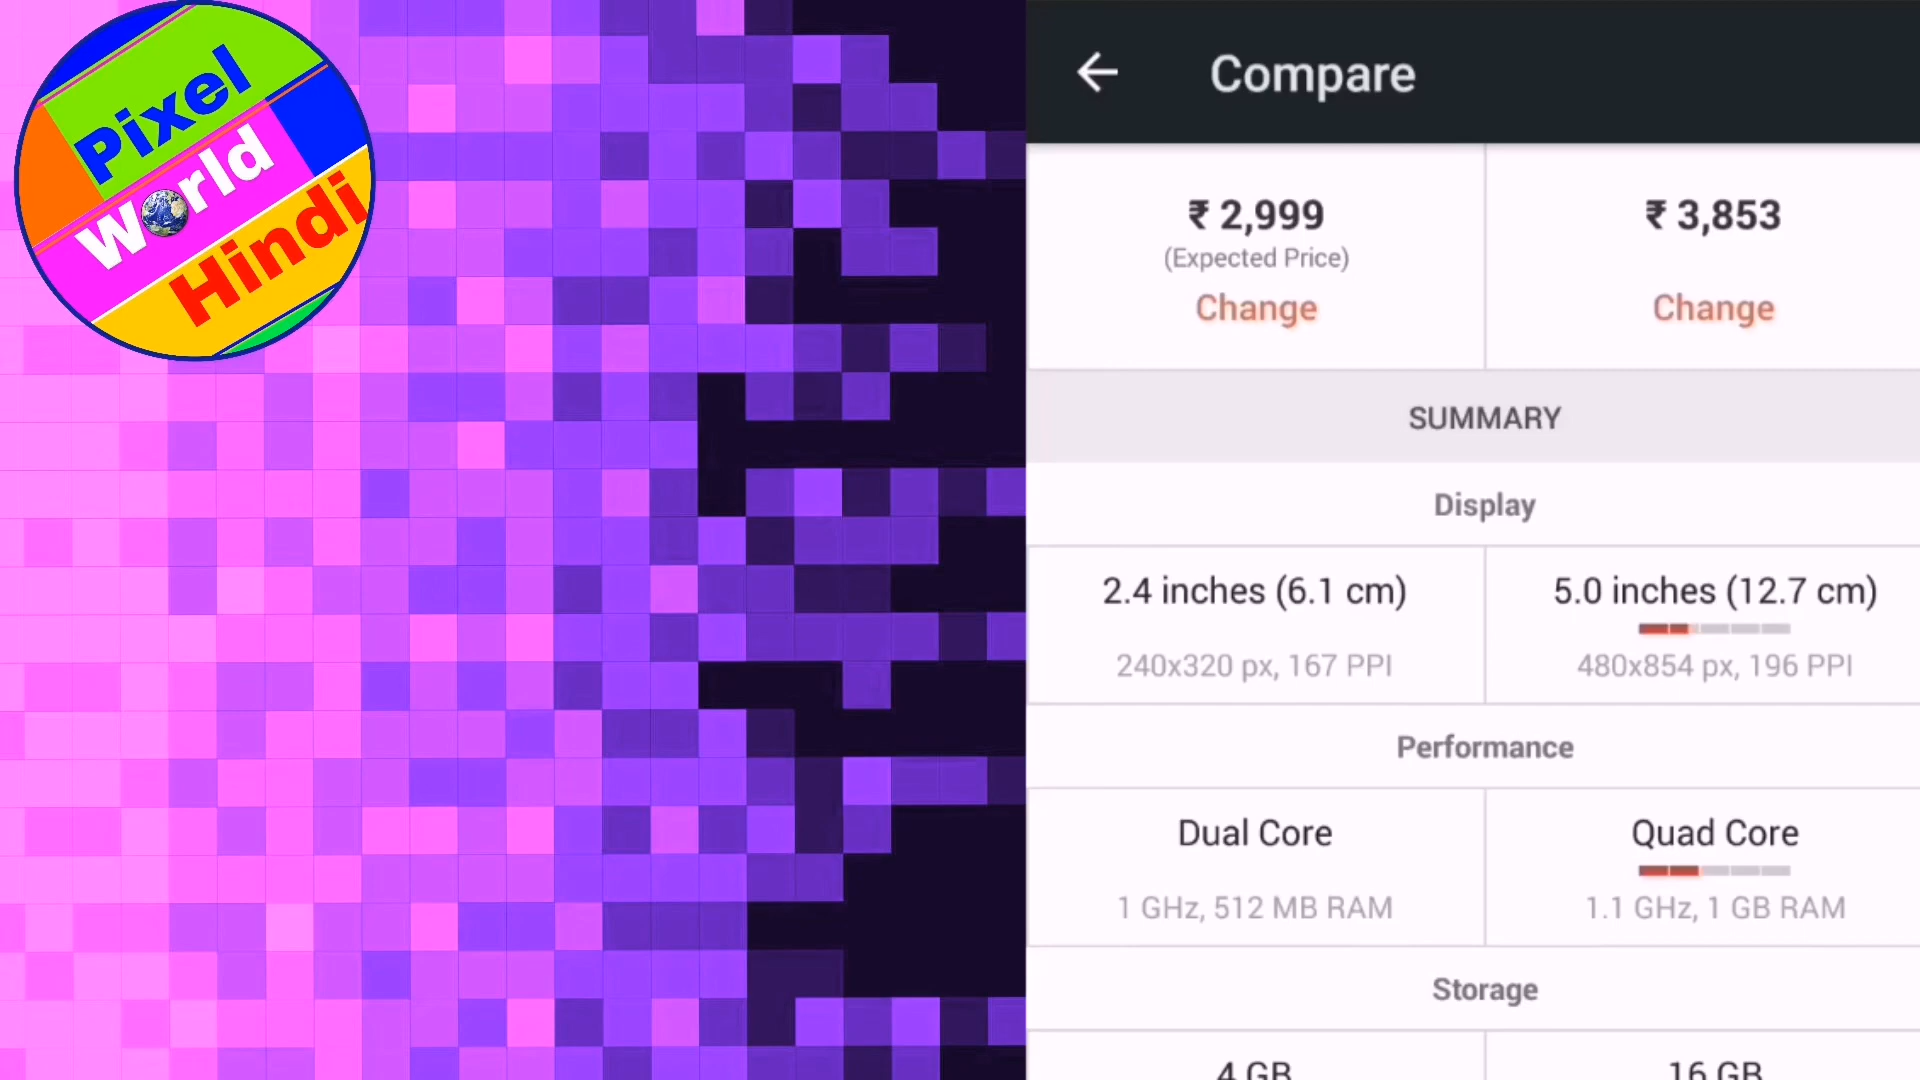 Pixel
World
Hindi
Compare
₹ 2,999
(Expected Price)
Change
₹ 3,853
Change
SUMMARY
Display
2.4 inches (6.1 cm)
240x320 px, 167 PPI
5.0 inches (12.7 cm)
480x854 px, 196 PPI
Performance
Dual Core
1 GHz, 512 MB RAM
Quad Core
1.1 GHz, 1 GB RAM
Storage
4 GB
16 GB